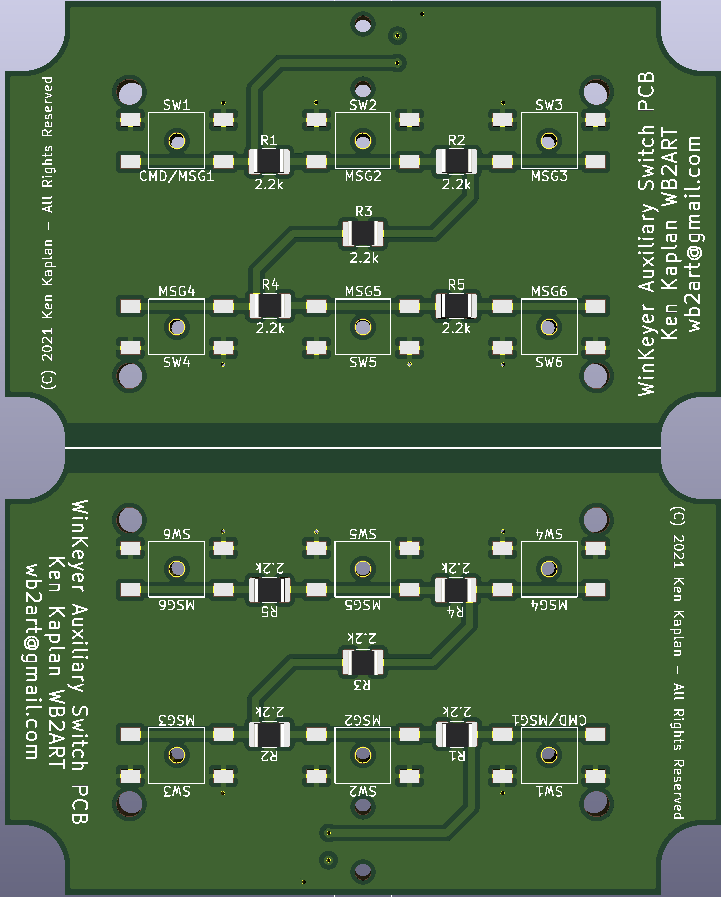 SW1
SW2
SW3
R1
R2
CMD/MSG1
2.2k
MSG2
2.2k
MSG3
R3
2.2k
MSG4
R4
MSG5
R5
MSG6
2.2k
2.2k
SW4
SW5
SW6
(C) 2021 Ken Kaplan – All Rights Reserved
WinKeyer Auxiliary Switch PCB
Ken Kaplan WB2ART
wb2art@gmail.com
WinKeyer Auxiliary Switch PCB
Ken Kaplan WB2ART
wb2art@gmail.com
(C) 2021 Ken Kaplan – All Rights Reserved
SW6
SW5
SW4
2.2k
2.2k
MSG6
R5
MSG5
R4
MSG4
2.2k
R3
MSG3
2.2k
MSG2
2.2k
CMD/MSG1
R2
R1
SW3
SW2
SW1